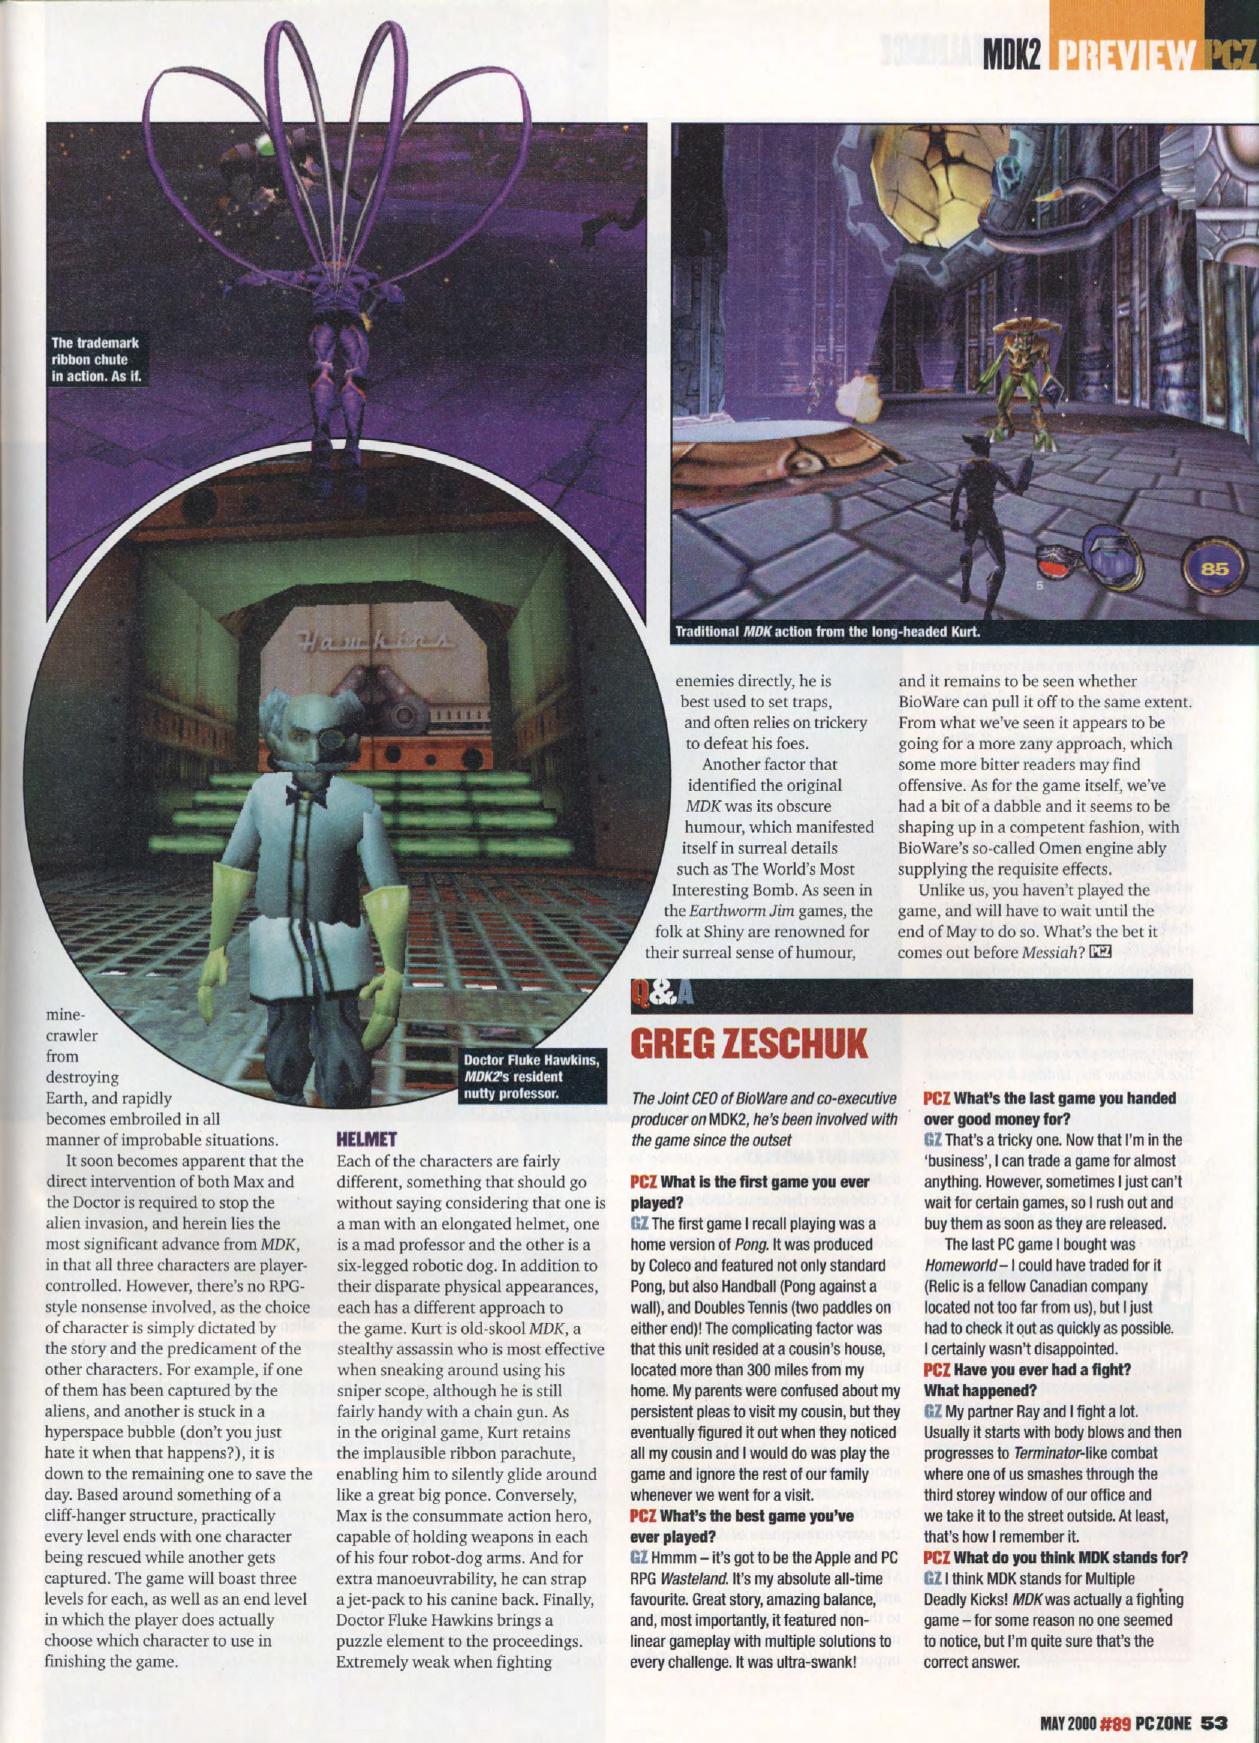 MDK2 PREVIEW PCZ
The trademark
ribbon chute
in action. As if.
Hawkins
85
5
Traditional MDK action from the long-headed Kurt.
Doctor Fluke Hawkins,
MDK2's resident
nutty professor.
mine-
crawler
from
destroying
Earth, and rapidly
becomes embroiled in all
manner of improbable situations.
It soon becomes apparent that the
direct intervention of both Max and
the Doctor is required to stop the
alien invasion, and herein lies the
most significant advance from MDK,
in that all three characters are player-
controlled. However, there's no RPG-
style nonsense involved, as the choice
of character is simply dictated by
the story and the predicament of the
other characters. For example, if one
of them has been captured by the
aliens, and another is stuck in a
hyperspace bubble (don't you just
hate it when that happens?), it is
down to the remaining one to save the
day. Based around something of a
cliff-hanger structure, practically
every level ends with one character
being rescued while another gets
captured. The game will boast three
levels for each, as well as an end level
in which the player does actually
choose which character to use in
finishing the game.
HELMET
Each of the characters are fairly
different, something that should go
without saying considering that one is
a man with an elongated helmet, one
is a mad professor and the other is a
six-legged robotic dog. In addition to
their disparate physical appearances,
each has a different approach to
the game. Kurt is old-skool MDK, a
stealthy assassin who is most effective
when sneaking around using his
sniper scope, although he is still
fairly handy with a chain gun. As
in the original game, Kurt retains
the implausible ribbon parachute,
enabling him to silently glide around
like a great big ponce. Conversely,
Max is the consummate action hero,
capable of holding weapons in each
of his four robot-dog arms. And for
extra manoeuvrability, he can strap
a jet-pack to his canine back. Finally,
Doctor Fluke Hawkins brings a
puzzle element to the proceedings.
Extremely weak when fighting
enemies directly, he is
best used to set traps,
and often relies on trickery
to defeat his foes.
Another factor that
identified the original
MDK was its obscure
humour, which manifested
itself in surreal details
such as The World's Most
Interesting Bomb. As seen in
the Earthworm Jim games, the
folk at Shiny are renowned for
their surreal sense of humour,
and it remains to be seen whether
BioWare can pull it off to the same extent.
From what we've seen it appears to be
going for a more zany approach, which
some more bitter readers may find
offensive. As for the game itself, we've
had a bit of a dabble and it seems to be
shaping up in a competent fashion, with
BioWare's so-called Omen engine ably
supplying the requisite effects.
Unlike us, you haven't played the
game, and will have to wait until the
end of May to do so. What's the bet it
comes out before Messiah? PCZ
Q&A
GREG ZESCHUK
The Joint CEO of BioWare and co-executive
producer on MDK2, he's been involved with
the game since the outset
PCZ What is the first game you ever
played?
GZ The first game I recall playing was a
home version of Pong. It was produced
by Coleco and featured not only standard
Pong, but also Handball (Pong against a
wall), and Doubles Tennis (two paddles on
either end)! The complicating factor was
that this unit resided at a cousin's house,
located more than 300 miles from my
home. My parents were confused about my
persistent pleas to visit my cousin, but they
eventually figured it out when they noticed
all my cousin and I would do was play the
game and ignore the rest of our family
whenever we went for a visit.
PCZ What's the best game you've
ever played?
GZ Hmmm – it's got to be the Apple and PC
RPG Wasteland. It's my absolute all-time
favourite. Great story, amazing balance,
and, most importantly, it featured non-
linear gameplay with multiple solutions to
every challenge. It was ultra-swank!
PCZ What's the last game you handed
over good money for?
GZ That's a tricky one. Now that I'm in the
'business', I can trade a game for almost
anything. However, sometimes I just can't
wait for certain games, so I rush out and
buy them as soon as they are released.
The last PC game I bought was
Homeworld – I could have traded for it
(Relic is a fellow Canadian company
located not too far from us), but I just
had to check it out as quickly as possible.
I certainly wasn't disappointed.
PCZ Have you ever had a fight?
What happened?
GZ My partner Ray and I fight a lot.
Usually it starts with body blows and then
progresses to Terminator-like combat
where one of us smashes through the
third storey window of our office and
we take it to the street outside. At least,
that's how I remember it.
PCZ What do you think MDK stands for?
GZ I think MDK stands for Multiple
Deadly Kicks! MDK was actually a fighting
game – for some reason no one seemed
to notice, but I'm quite sure that's the
correct answer.
MAY 2000 #89 PC ZONE 53